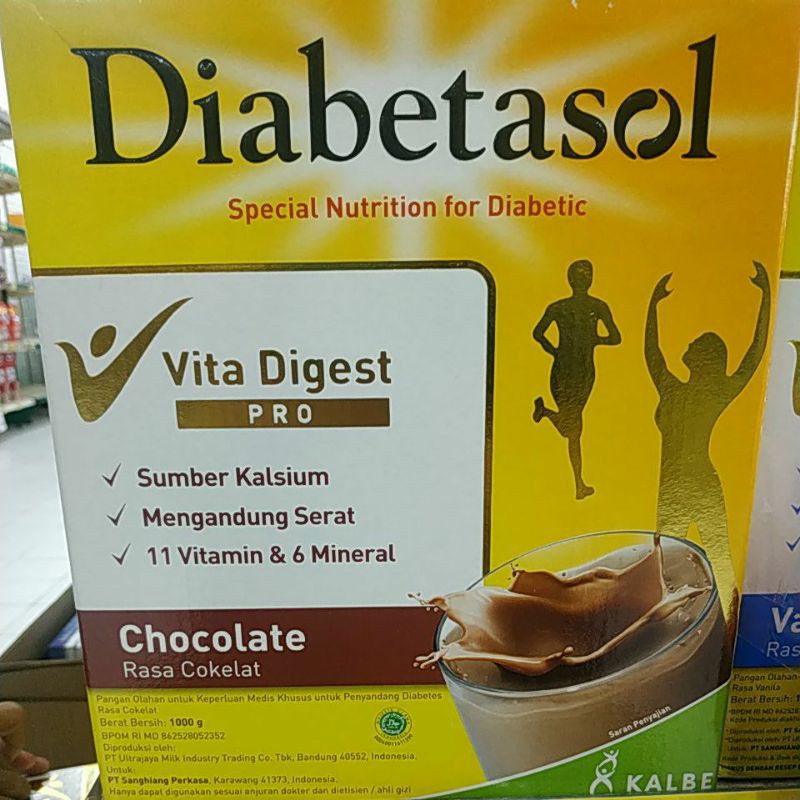 Diabetasol
Special Nutrition for Diabetic
Vita Digest
PRO
Sumber Kalsium
Mengandung Serat
11 Vitamin & 6 Mineral
Chocolate
Rasa Cokelat
Pangan Olahan untuk Keperluan Medis Khusus untuk Penyandang Diabetes
Rasa Cokelat
Berat Bersih: 1000 g
BPOM RI MD 862528052352
Diproduksi oleh:
PT Ultrajaya Milk Industry Trading Co. Tbk, Bandung 40552, Indonesia,
Untuk:
PT Sanghiang Perkasa, Karawang 41373, Indonesia.
Hanya dapat digunakan sesuai anjuran dokter dan dietisien / ahli gizi
Saran Penyajian
KALBE
Va
Ras
Pangan Olahan
Rasa Vanila
Berat Bersih: 1